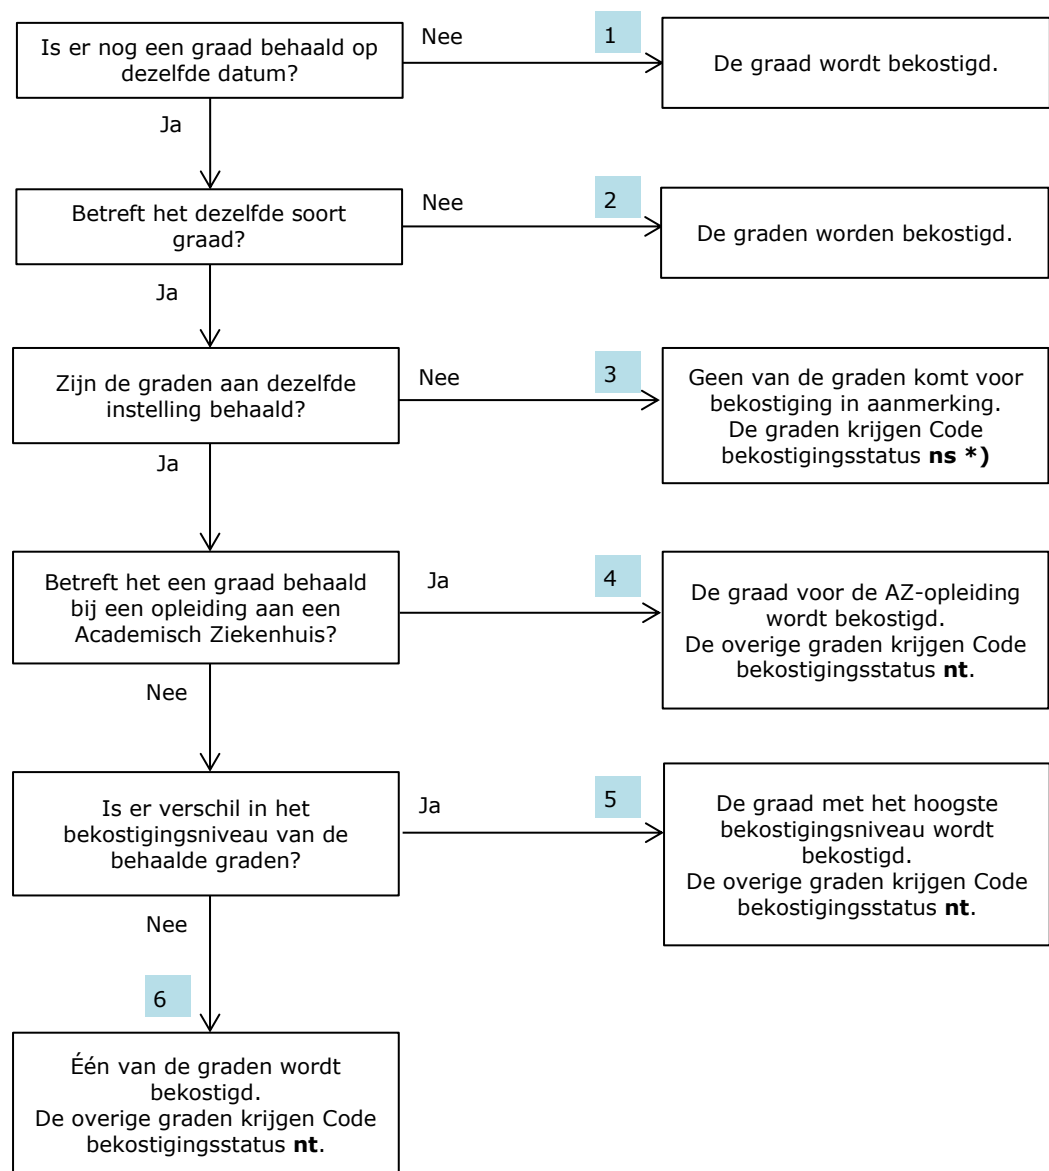 Is er nog een graad behaald op
dezelfde datum?
Nee
1
De graad wordt bekostigd.
Ja
Betreft het dezelfde soort
graad?
Nee
2
De graden worden bekostigd.
Ja
Zijn de graden aan dezelfde
instelling behaald?
Nee
3
Geen van de graden komt voor
bekostiging in aanmerking.
De graden krijgen Code
bekostigingsstatus ns *)
Ja
Betreft het een graad behaald
bij een opleiding aan een
Academisch Ziekenhuis?
Ja
4
De graad voor de AZ-opleiding
wordt bekostigd.
De overige graden krijgen Code
bekostigingsstatus nt.
Nee
Is er verschil in het
bekostigingsniveau van de
behaalde graden?
Ja
5
De graad met het hoogste
bekostigingsniveau wordt
bekostigd.
De overige graden krijgen Code
bekostigingsstatus nt.
Nee
6
Één van de graden wordt
bekostigd.
De overige graden krijgen Code
bekostigingsstatus nt.